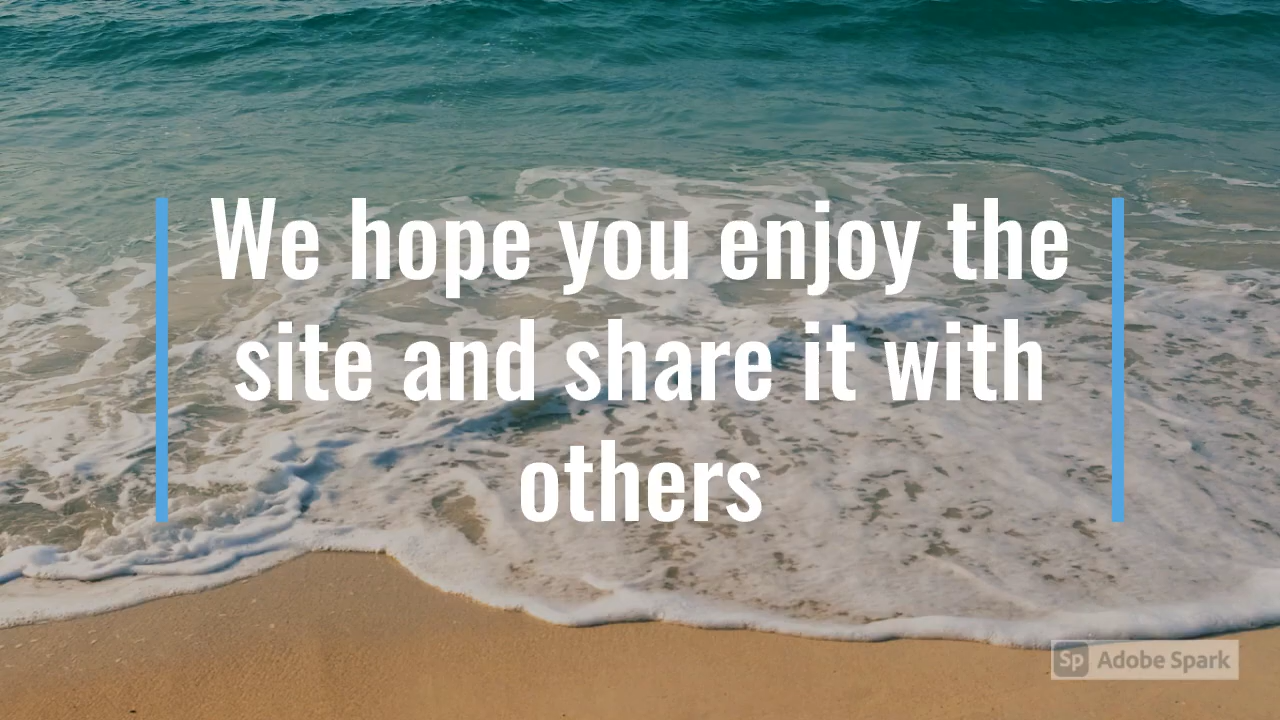 We hope you enjoy the
site and share it with
others
Sp Adobe Spark